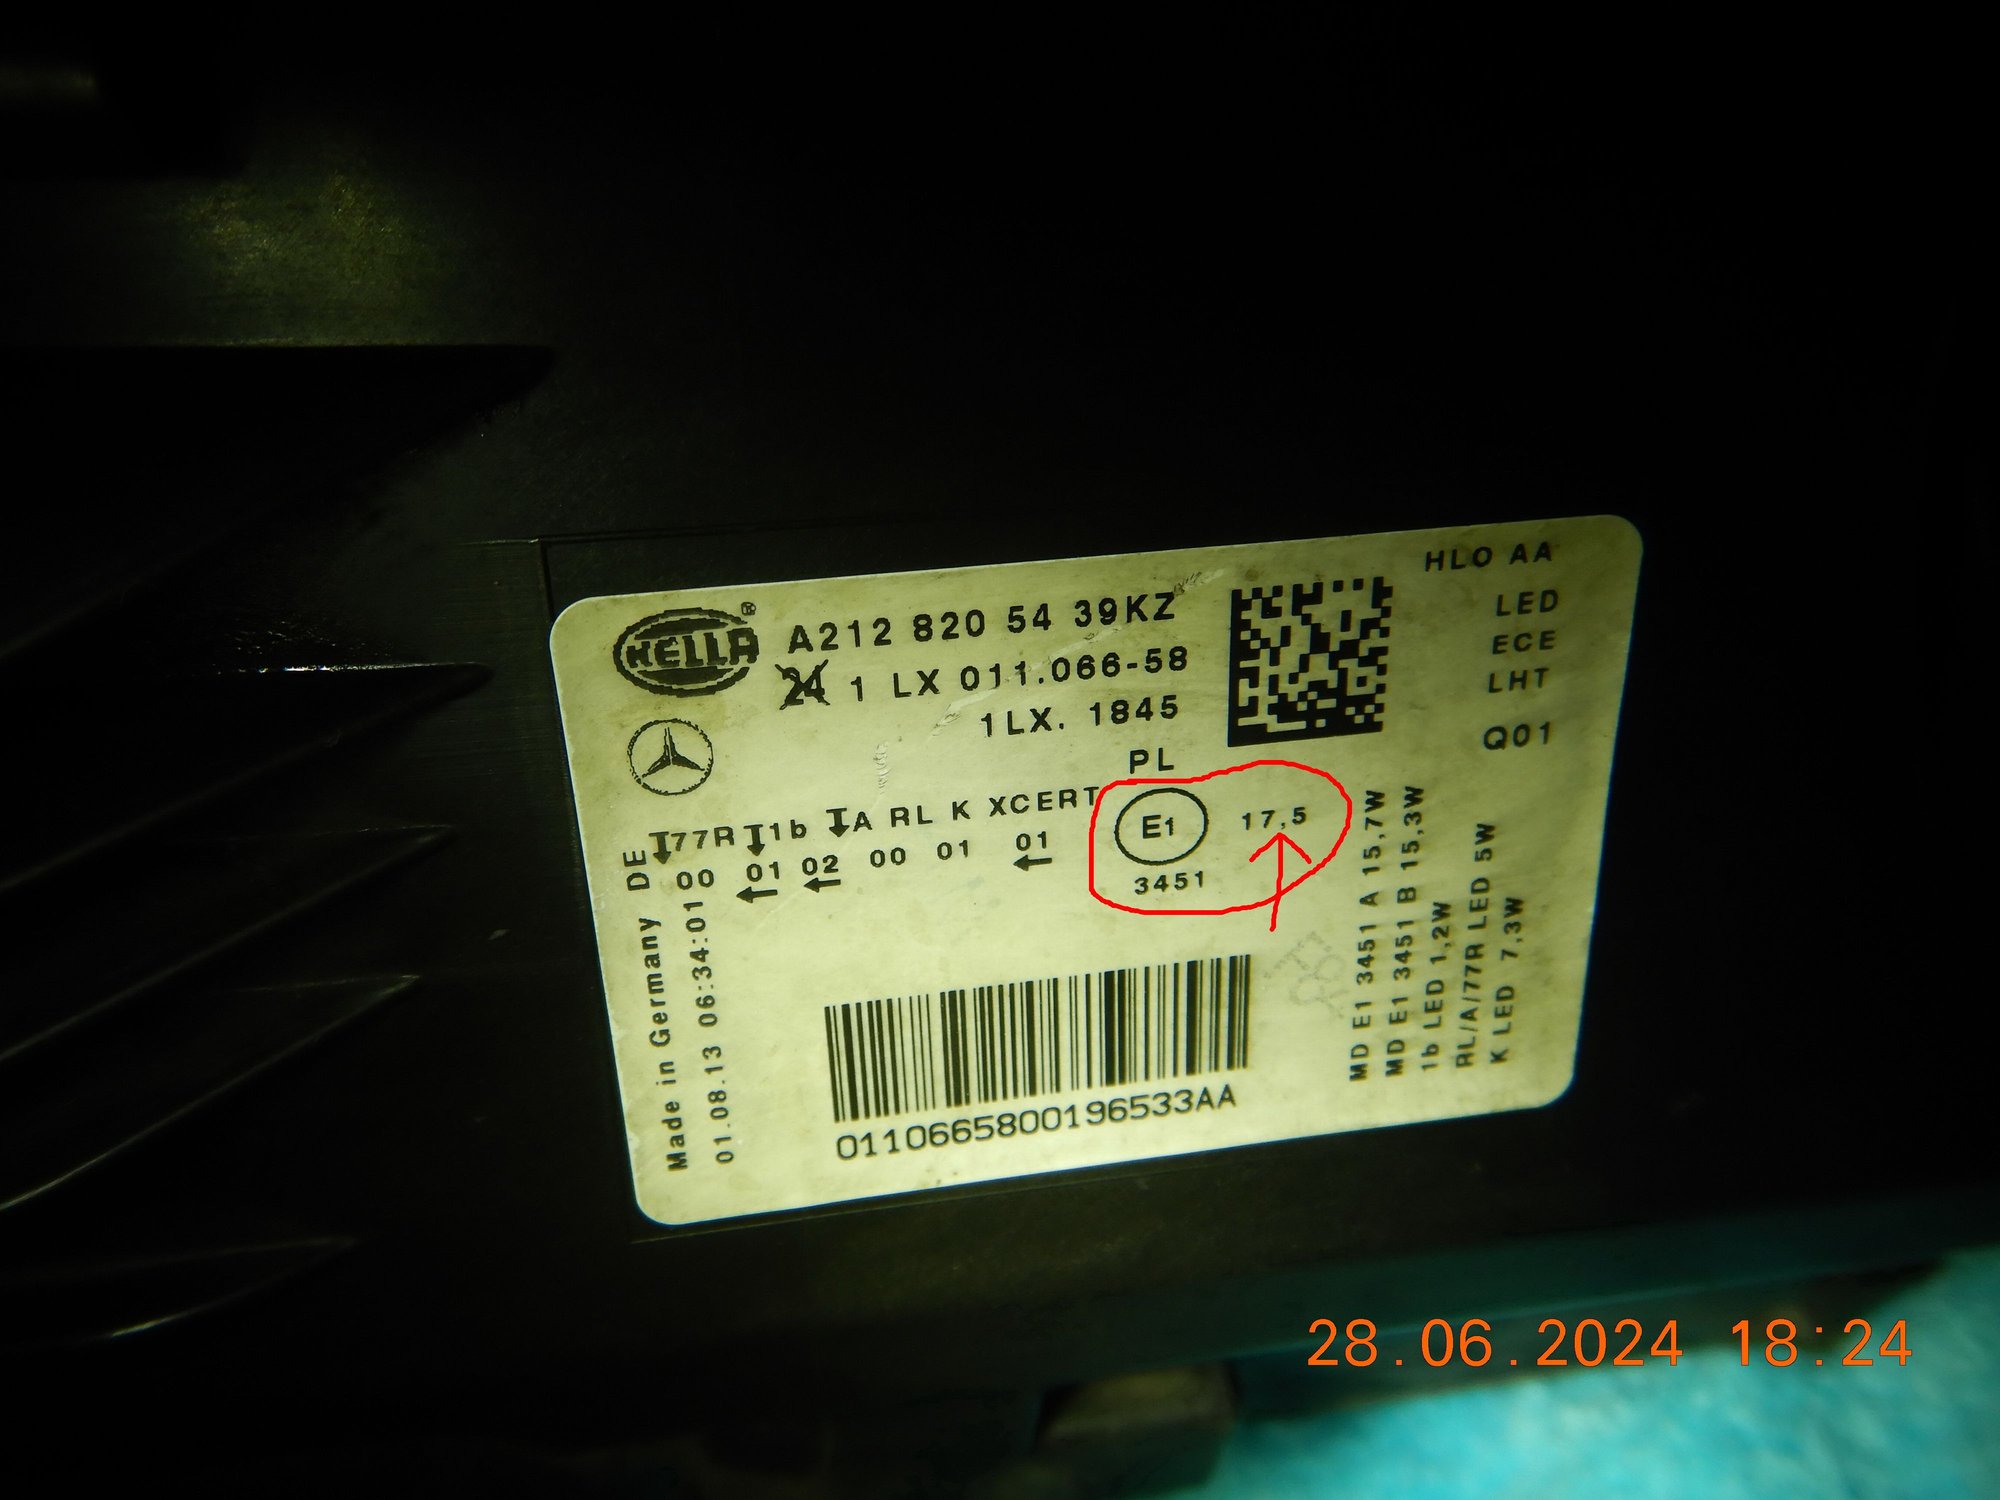 HELLA®
A212 820 54 39KZ
24 1 LX 011.066-58
1LX. 1845
PL
HLO AA
LED
ECE
LHT
Q01
77R 1b A RL K XCERT
00 01 02 00 01 01
E1
17,5
3451
Made in Germany DE
01.08.13 06:34:01
MD E1 3451 A 15,7W
MD E1 3451 B 15,3W
1b LED 1,2W
RL/A/77R LED 5W
K LED 7,3W
0110665800196533AA
28.06.2024 18:24